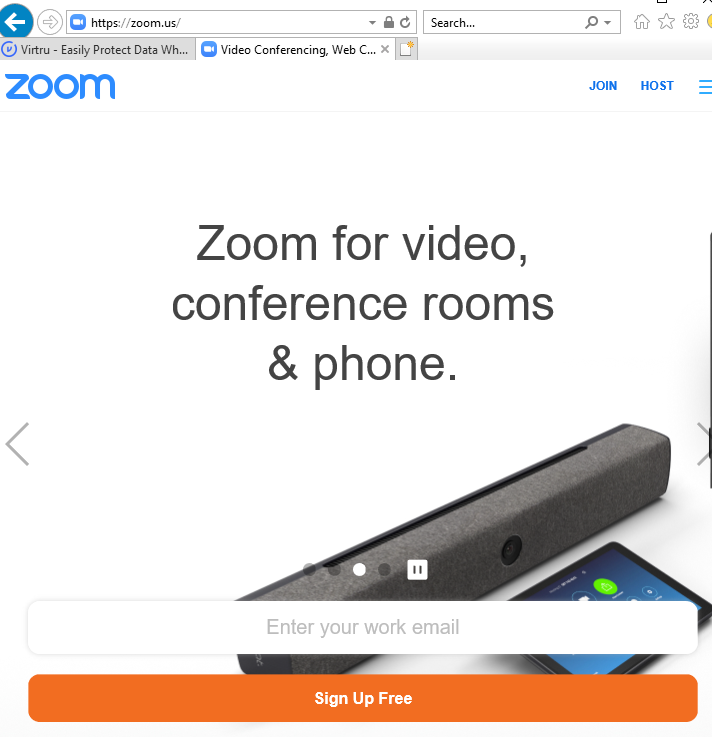 https://zoom.us/
Search...
Virtru - Easily Protect Data Wh...
Video Conferencing, Web C...
zoom
JOIN
HOST
Zoom for video,
conference rooms
& phone.
Enter your work email
Sign Up Free